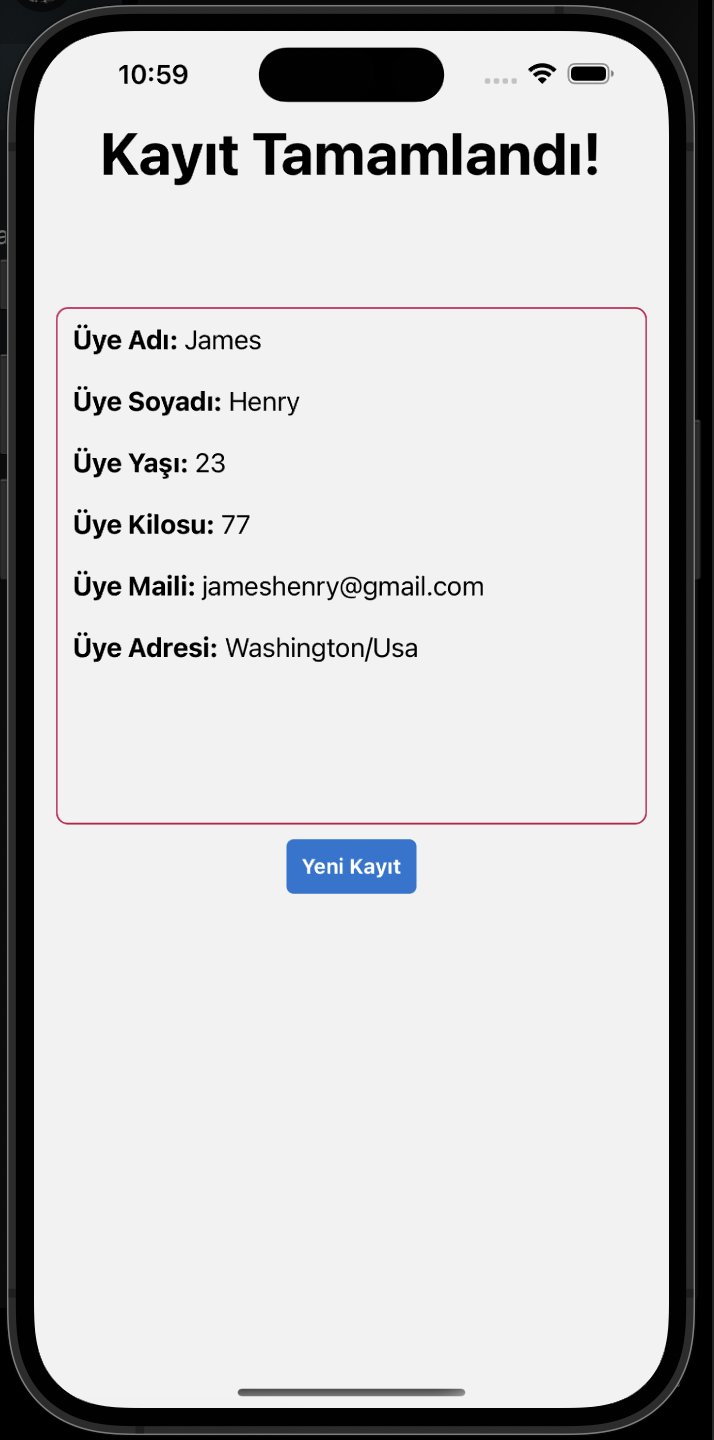 10:59
Kayıt Tamamlandı!
Üye Adı: James
Üye Soyadı: Henry
Üye Yaşı: 23
Üye Kilosu: 77
Üye Maili: jameshenry@gmail.com
Üye Adresi: Washington/Usa
Yeni Kayıt